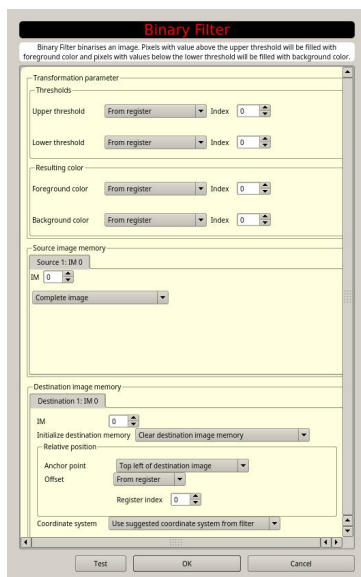 Binary Filter
Binary Filter binarises an image. Pixels with value above the upper threshold will be filled with
foreground color and pixels with values below the lower threshold will be filled with background color.
Transformation parameter
Thresholds
Upper threshold From register Index 0
Lower threshold From register Index 0
Resulting color
Foreground color From register Index 0
Background color From register Index 0
Source image memory
Source 1: IM 0
IM 0
Complete image
Destination image memory
Destination 1: IM 0
IM 0
Initialize destination memory Clear destination image memory
Relative position
Anchor point Top left of destination image
Offset From register
Register index 0
Coordinate system Use suggested coordinate system from filter
Test OK Cancel